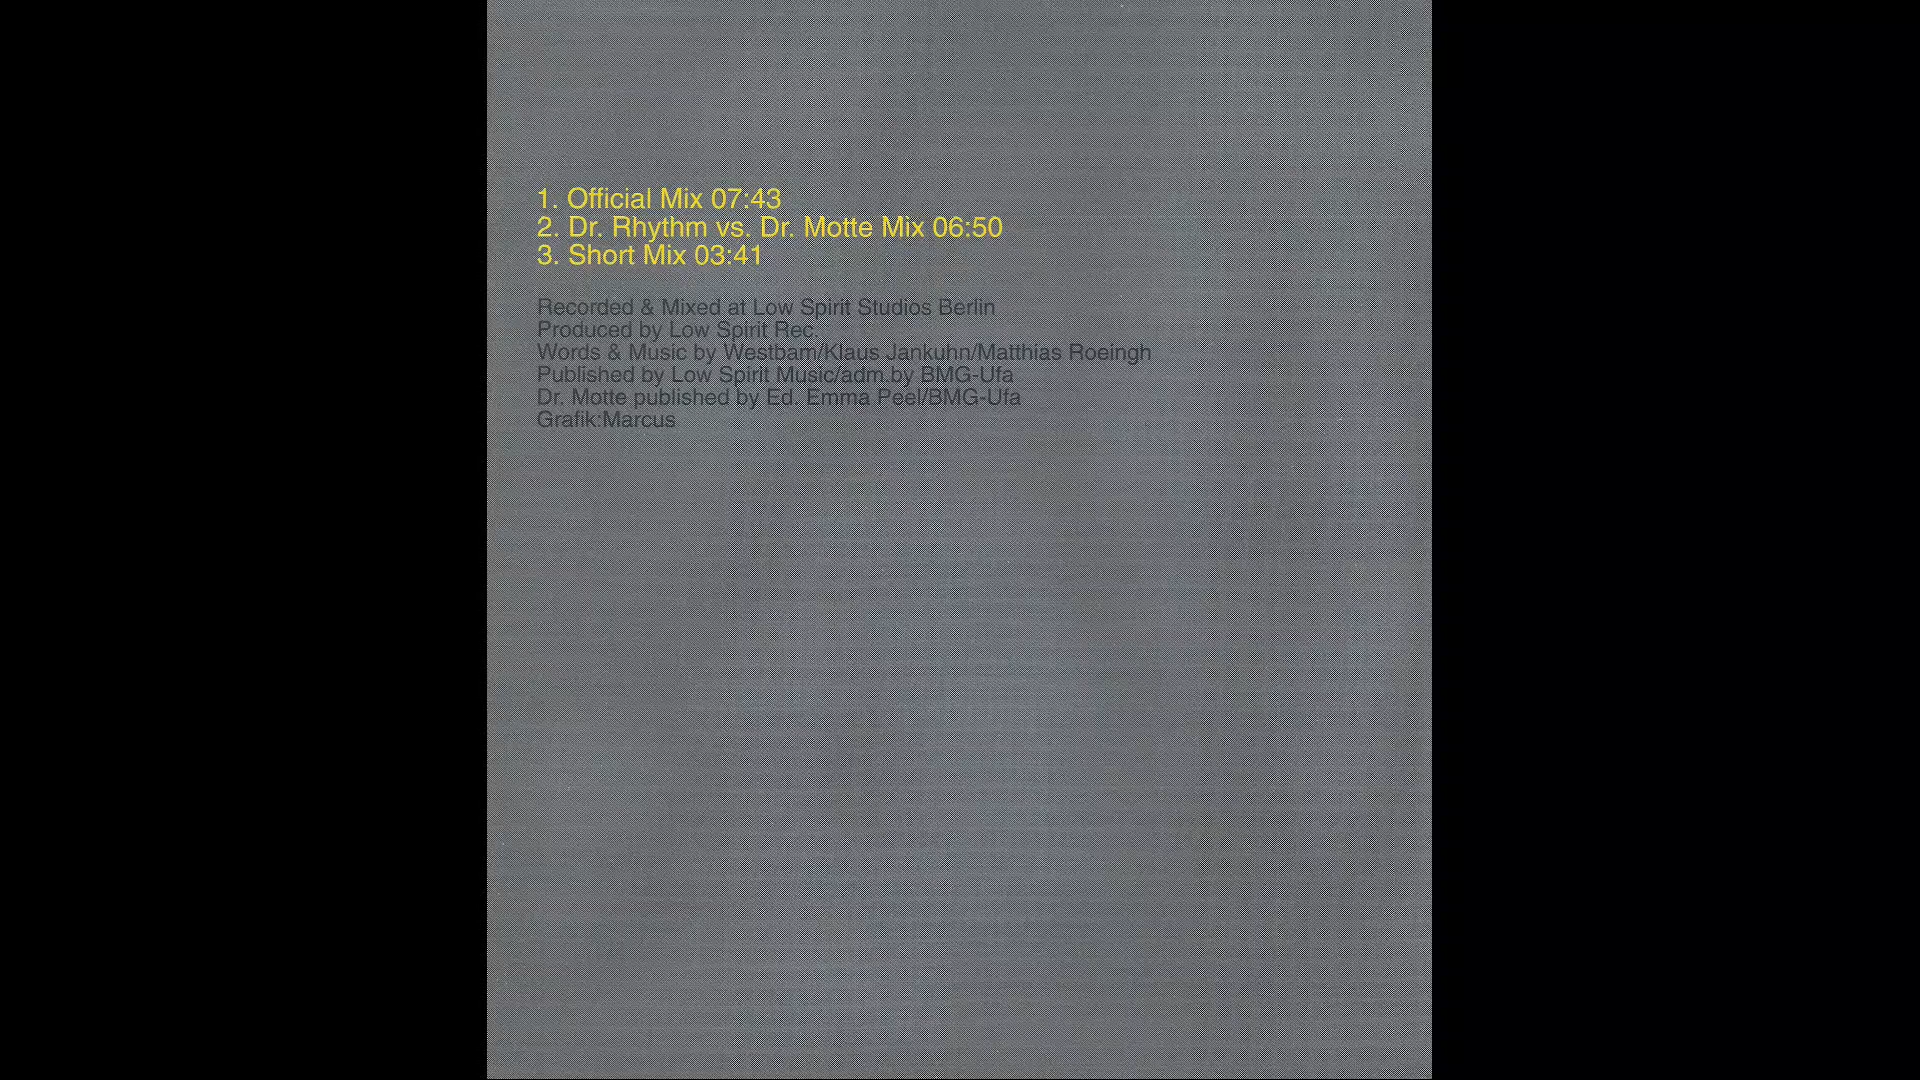 1. Official Mix 07:43
2. Dr. Rhythm vs. Dr. Motte Mix 06:50
3. Short Mix 03:41
Recorded & Mixed at Low Spirit Studios Berlin
Produced by Low Spirit Rec.
Words & Music by Westbam/Klaus Jankuhn/Matthias Roeingh
Published by Low Spirit Music/adm.by BMG-Ufa
Dr. Motte published by Ed. Emma Peel/BMG-Ufa
Grafik:Marcus